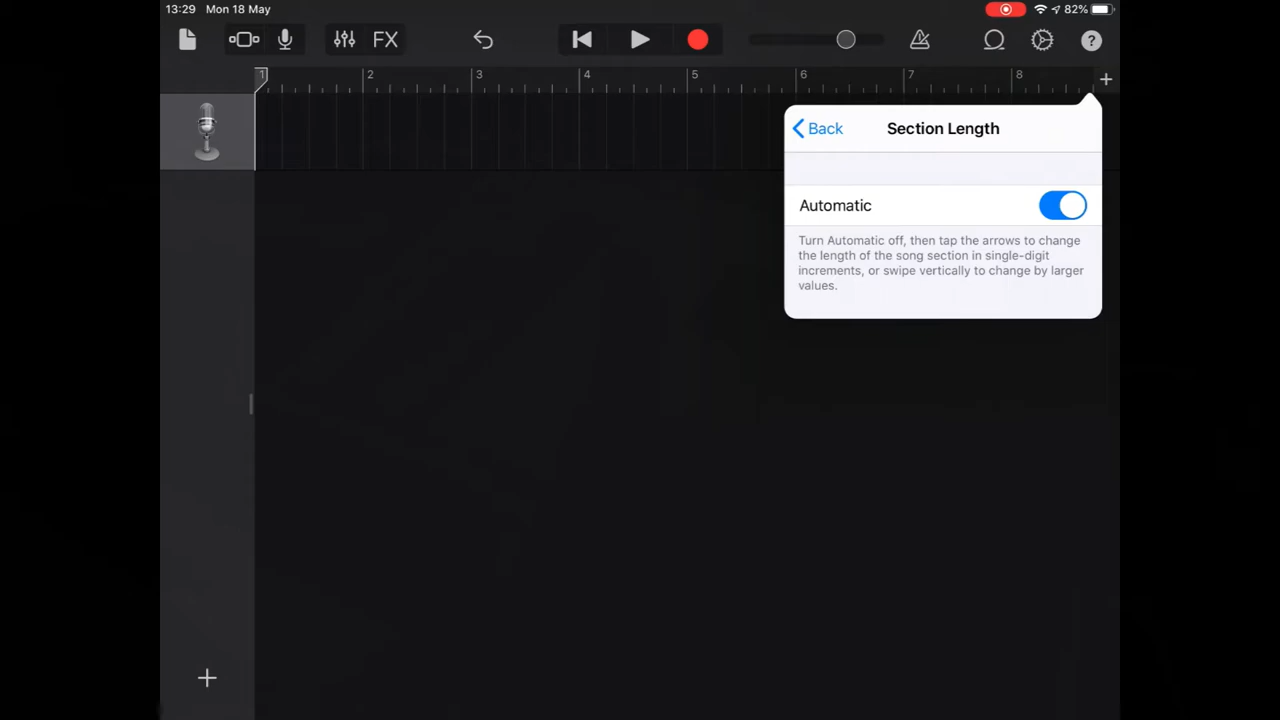 13:29 Mon 18 May 82%
FX ?
1 2 3 4 5 6 7 8
Back Section Length
Automatic
Turn Automatic off, then tap the arrows to change
the length of the song section in single-digit
increments, or swipe vertically to change by larger
values.